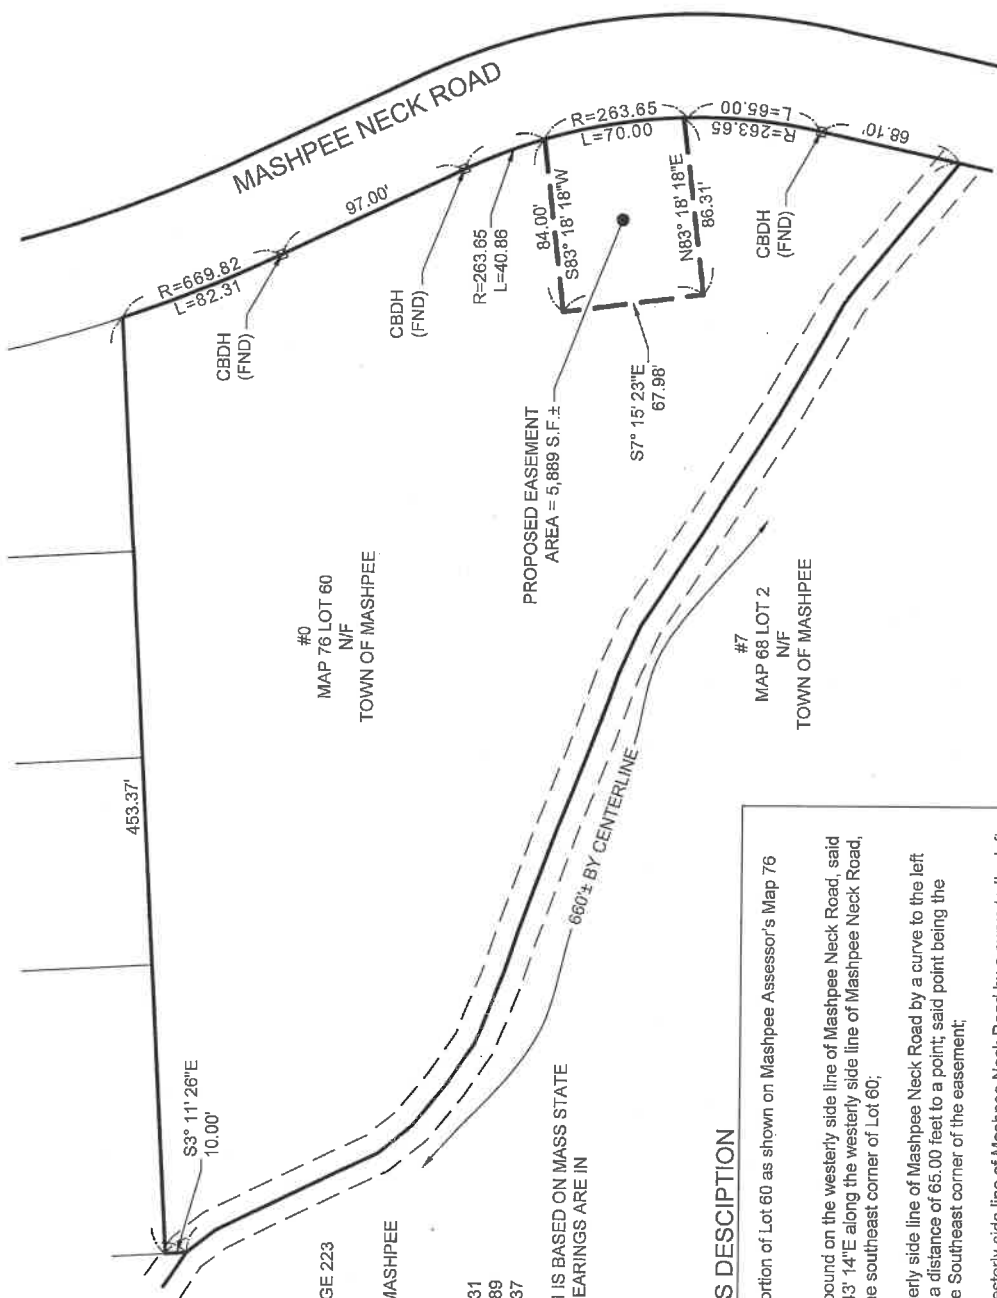 MASHPEE NECK ROAD
R=669.82
L=82.31
97.00'
CBDH
(FND)
CBDH
(FND)
R=263.65
L=40.86
R=263.65
L=70.00
R=263.65
L=65.00
68.10'
CBDH
(FND)
84.00'
S83° 18' 18"W
N83° 18' 18"E
86.31'
S7° 15' 23"E
67.98'
PROPOSED EASEMENT
AREA = 5,889 S.F.±
453.37'
#0
MAP 76 LOT 60
N/F
TOWN OF MASHPEE
#7
MAP 68 LOT 2
N/F
TOWN OF MASHPEE
660'± BY CENTERLINE
S3° 11' 26"E
10.00'
GE 223
MASHPEE
31
89
37
IS BASED ON MASS STATE
EARINGS ARE IN
S DESCIPTION
ortion of Lot 60 as shown on Mashpee Assessor's Map 76
ound on the westerly side line of Mashpee Neck Road, said
43' 14"E along the westerly side line of Mashpee Neck Road,
e southeast corner of Lot 60;
erly side line of Mashpee Neck Road by a curve to the left
a distance of 65.00 feet to a point; said point being the
e Southeast corner of the easement;